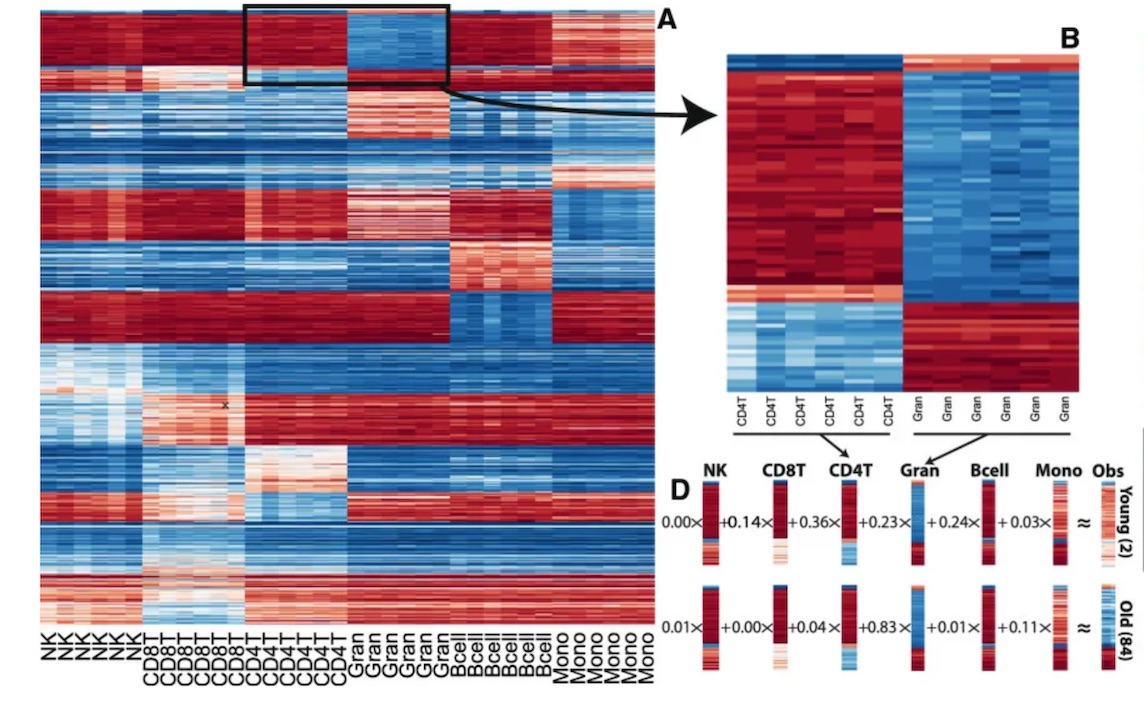 A
B
NK NK NK NK NK NK CD8T CD8T CD8T CD8T CD8T CD8T CD4T CD4T CD4T CD4T CD4T CD4T Gran Gran Gran Gran Gran Gran Bcell Bcell Bcell Bcell Bcell Bcell Mono Mono Mono Mono Mono Mono
CD4T CD4T CD4T CD4T CD4T CD4T Gran Gran Gran Gran Gran Gran
D
NK CD8T CD4T Gran Bcell Mono Obs
0.00× +0.14× +0.36× +0.23× +0.24× +0.03× ≈ Young (2)
0.01× +0.00× +0.04× +0.83× +0.01× +0.11× ≈ Old (84)